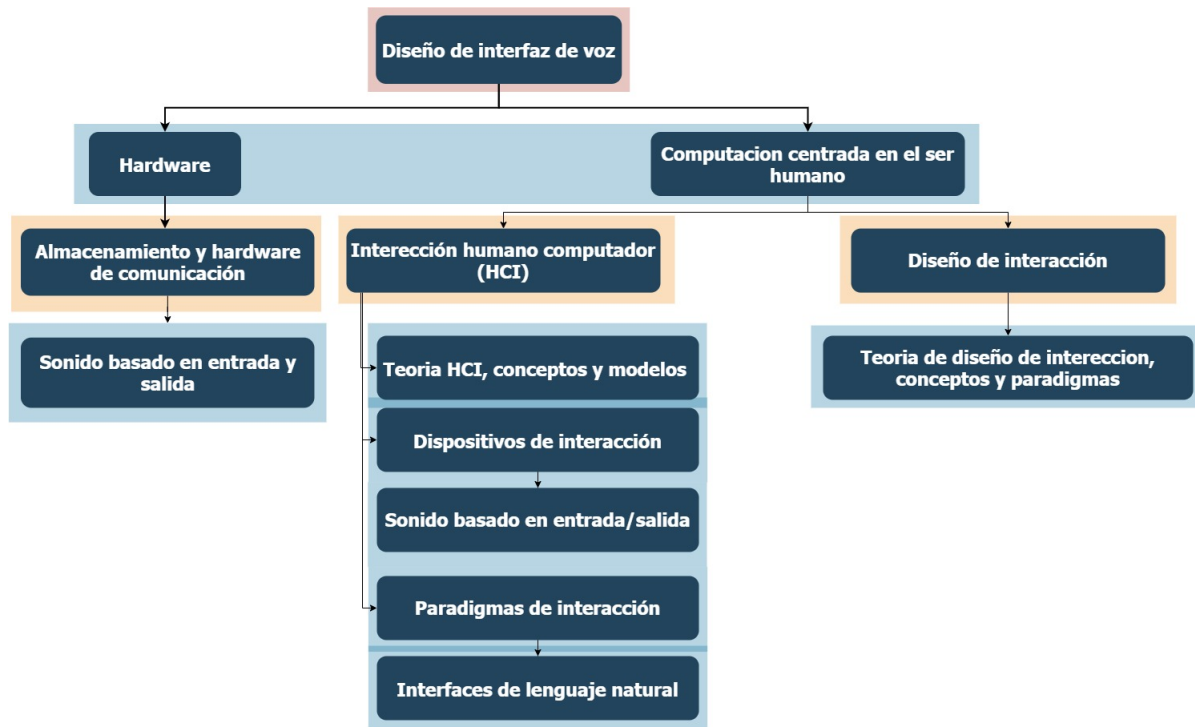 Diseño de interfaz de voz
Hardware
Computacion centrada en el ser
humano
Almacenamiento y hardware
de comunicación
Interección humano computador
(HCI)
Diseño de interacción
Sonido basado en entrada y
salida
Teoria HCI, conceptos y modelos
Teoria de diseño de intereccion,
conceptos y paradigmas
Dispositivos de interacción
Sonido basado en entrada/salida
Paradigmas de interacción
Interfaces de lenguaje natural